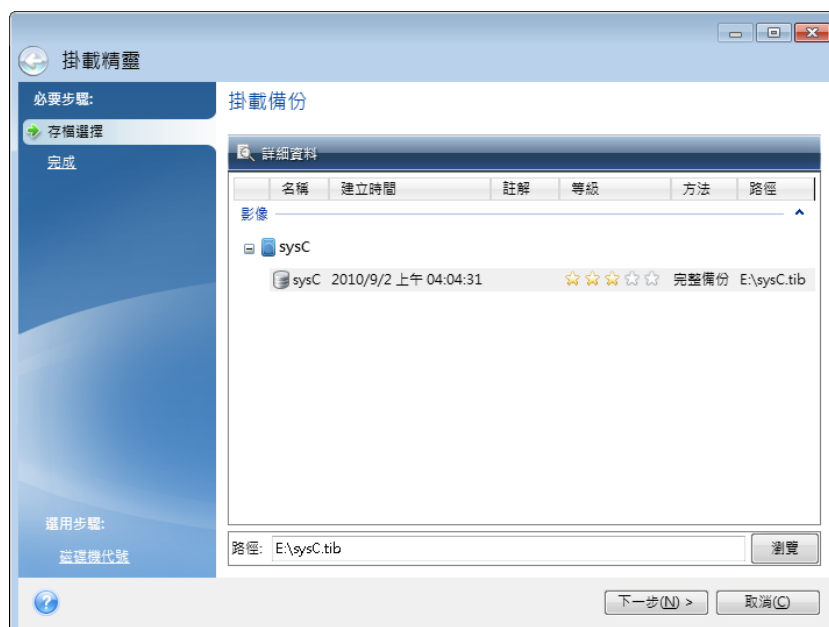 掛載精靈
必要步驟:
存檔選擇
完成
選用步驟:
磁碟機代號
掛載備份
詳細資料
名稱 建立時間 註解 等級 方法 路徑
影像
sysC
sysC 2010/9/2 上午 04:04:31 完整備份 E:\sysC.tib
路徑: E:\sysC.tib 瀏覽
下一步(N) > 取消(C)